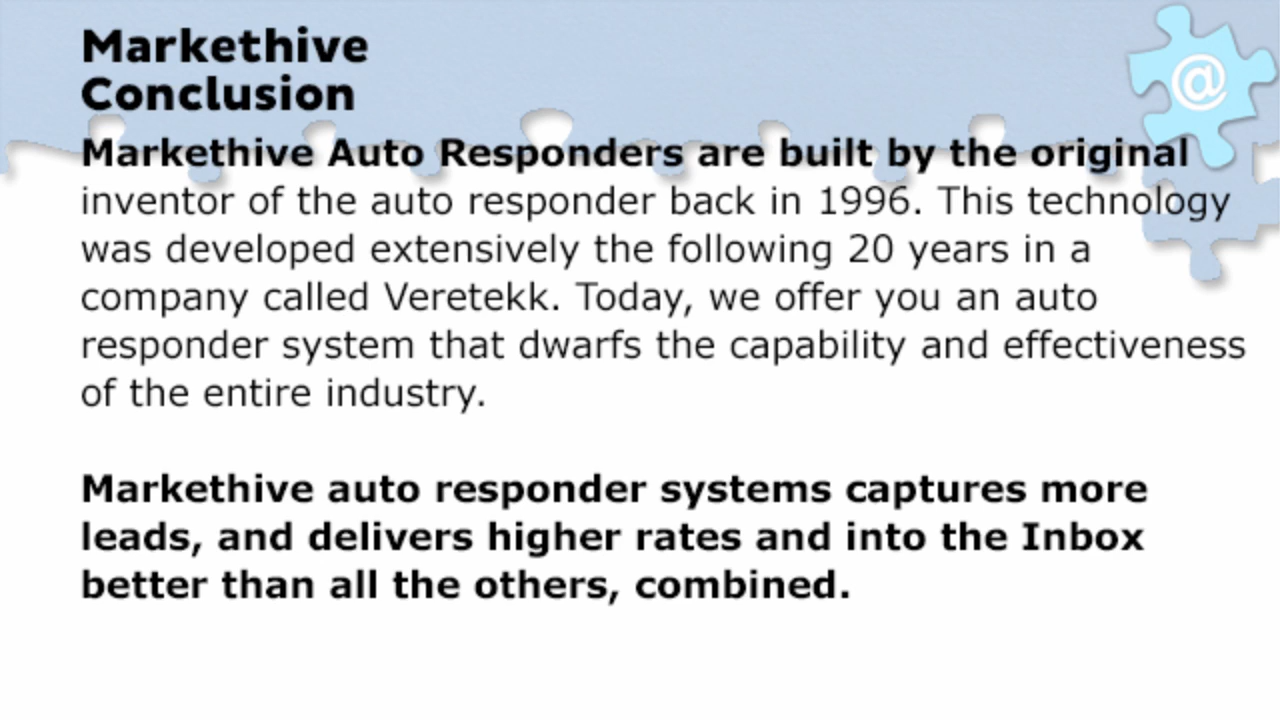 Markethive
Conclusion
@
Markethive Auto Responders are built by the original
inventor of the auto responder back in 1996. This technology
was developed extensively the following 20 years in a
company called Veretekk. Today, we offer you an auto
responder system that dwarfs the capability and effectiveness
of the entire industry.
Markethive auto responder systems captures more
leads, and delivers higher rates and into the Inbox
better than all the others, combined.